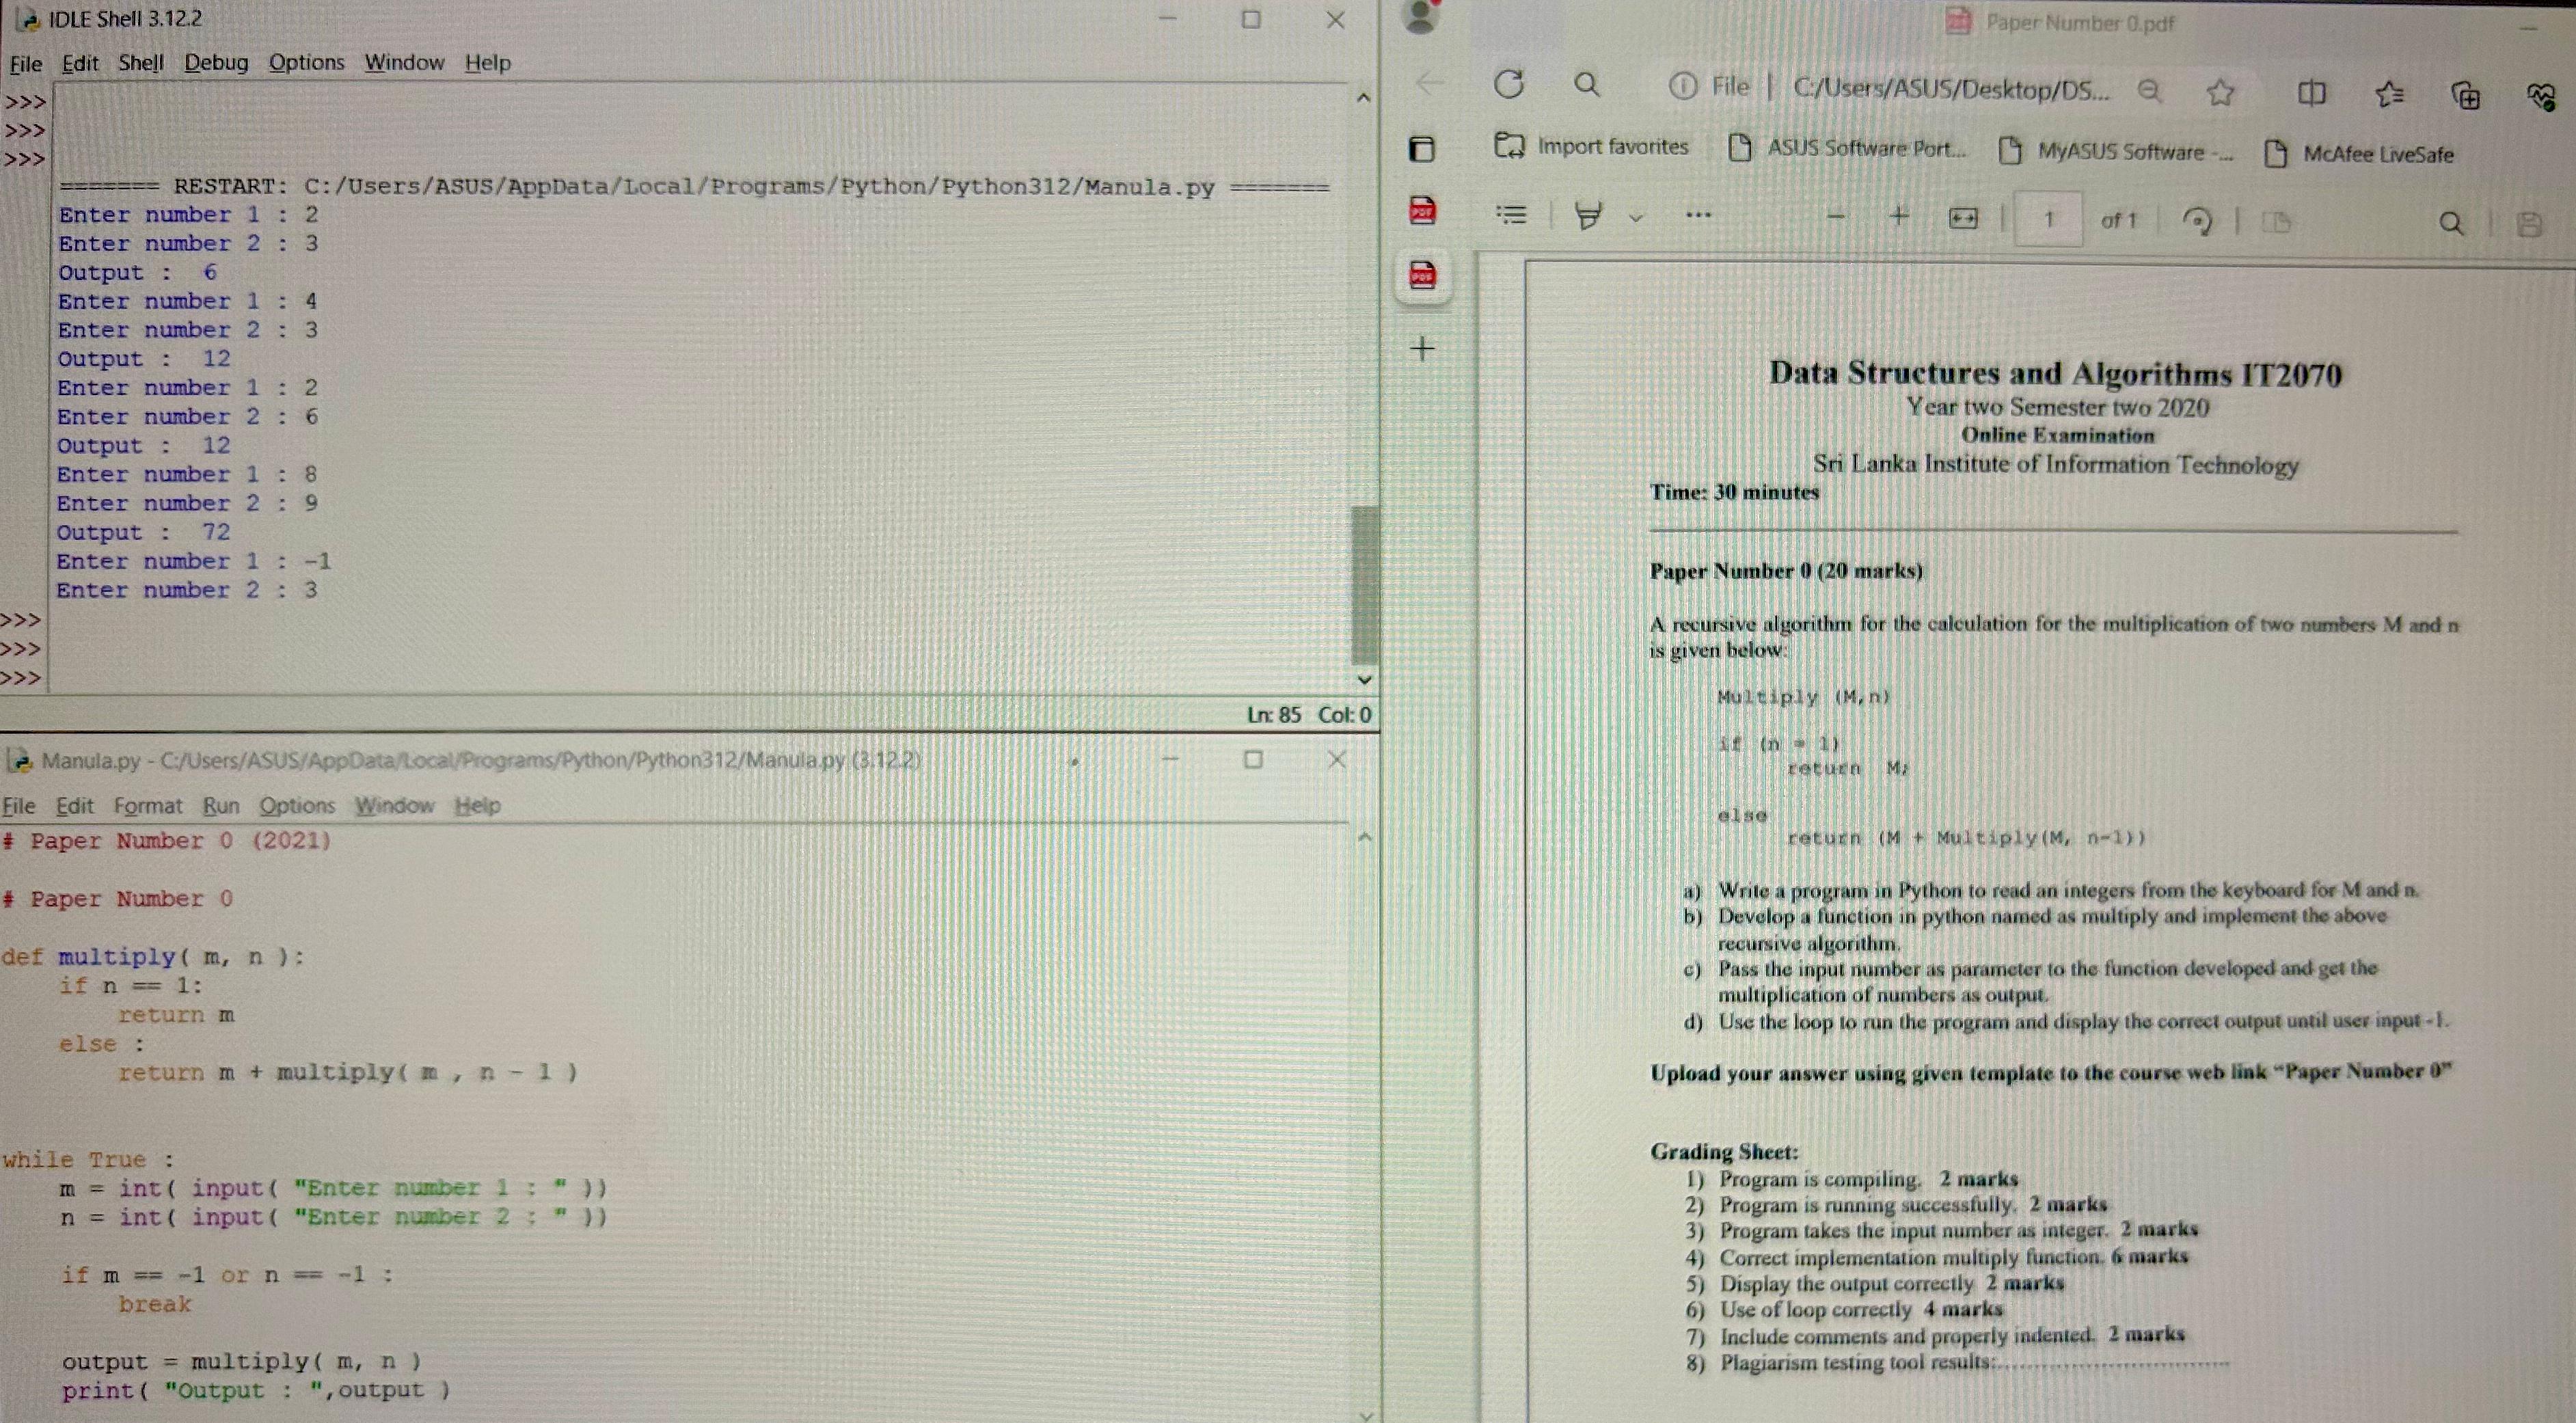 IDLE Shell 3.12.2
File Edit Shell Debug Options Window Help
>>>
>>>
>>>
======= RESTART: C:/Users/ASUS/AppData/Local/Programs/Python/Python312/Manula.py =======
Enter number 1 : 2
Enter number 2 : 3
Output :  6
Enter number 1 : 4
Enter number 2 : 3
Output :  12
Enter number 1 : 2
Enter number 2 : 6
Output :  12
Enter number 1 : 8
Enter number 2 : 9
Output :  72
Enter number 1 : -1
Enter number 2 : 3
>>>
>>>
>>>
Ln: 85 Col: 0
Manula.py - C:/Users/ASUS/AppData/Local/Programs/Python/Python312/Manula.py (3.12.2)
File Edit Format Run Options Window Help
# Paper Number 0 (2021)
# Paper Number 0
def multiply( m, n ):
    if n == 1:
        return m
    else :
        return m + multiply( m , n - 1 )
while True :
    m = int( input( "Enter number 1 : " ))
    n = int( input( "Enter number 2 : " ))
    if m == -1 or n == -1 :
        break
    output = multiply( m, n )
    print( "Output : ",output )
Paper Number 0.pdf
File | C:/Users/ASUS/Desktop/DS...
Import favorites ASUS Software Port... MyASUS Software -... McAfee LiveSafe
1 of 1
PDF
PDF
Data Structures and Algorithms IT2070
Year two Semester two 2020
Online Examination
Sri Lanka Institute of Information Technology
Time: 30 minutes
Paper Number 0 (20 marks)
A recursive algorithm for the calculation for the multiplication of two numbers M and n
is given below:
Multiply (M,n)
if (n = 1)
return M;
else
return (M + Multiply(M, n-1))
a) Write a program in Python to read an integers from the keyboard for M and n.
b) Develop a function in python named as multiply and implement the above
recursive algorithm.
c) Pass the input number as parameter to the function developed and get the
multiplication of numbers as output.
d) Use the loop to run the program and display the correct output until user input -1.
Upload your answer using given template to the course web link “Paper Number 0”
Grading Sheet:
1) Program is compiling. 2 marks
2) Program is running successfully. 2 marks
3) Program takes the input number as integer. 2 marks
4) Correct implementation multiply function. 6 marks
5) Display the output correctly 2 marks
6) Use of loop correctly 4 marks
7) Include comments and properly indented. 2 marks
8) Plagiarism testing tool results:..............................